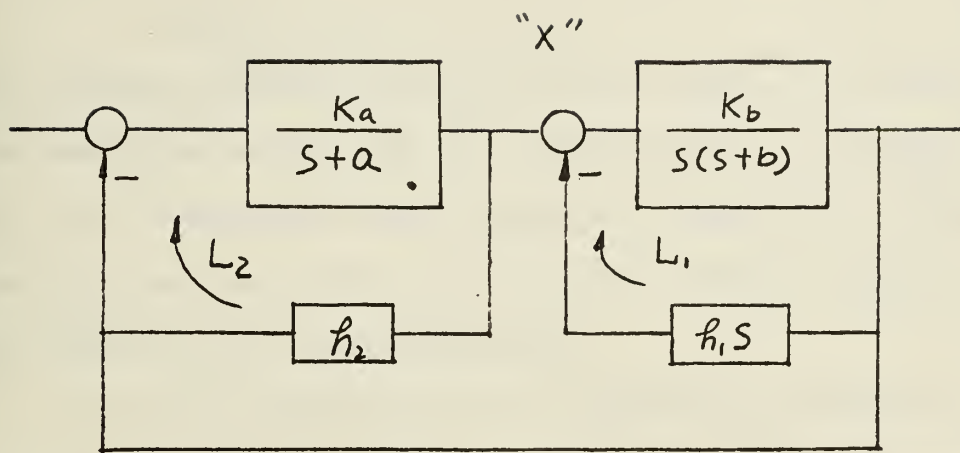 "X"
Ka
s+a
Kb
s(s+b)
−
−
L₂
L₁
h₂
h₁s